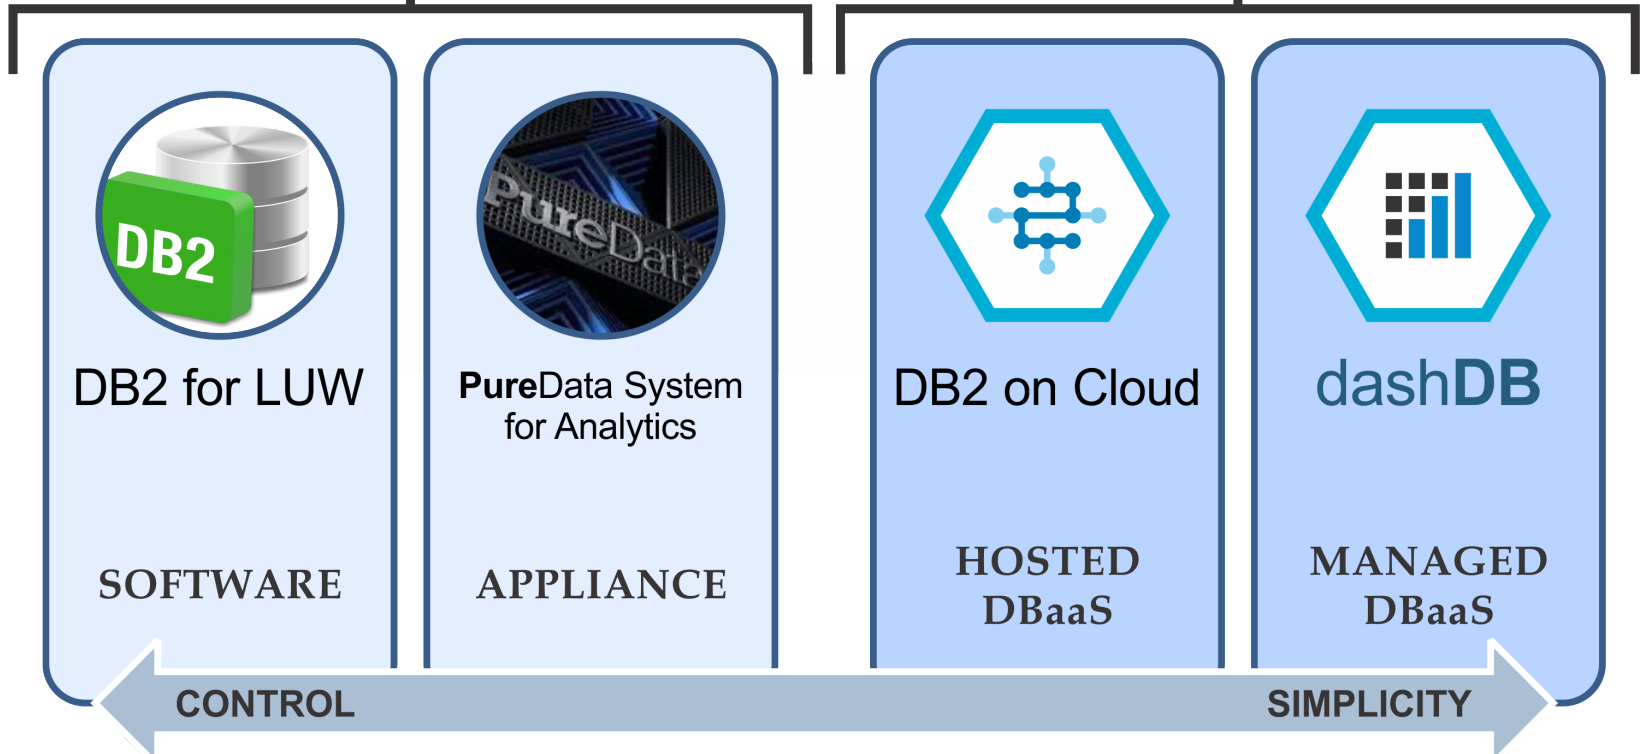 DB2
PureData
DB2 for LUW
PureData System
for Analytics
DB2 on Cloud
dashDB
SOFTWARE
APPLIANCE
HOSTED
DBaaS
MANAGED
DBaaS
CONTROL
SIMPLICITY